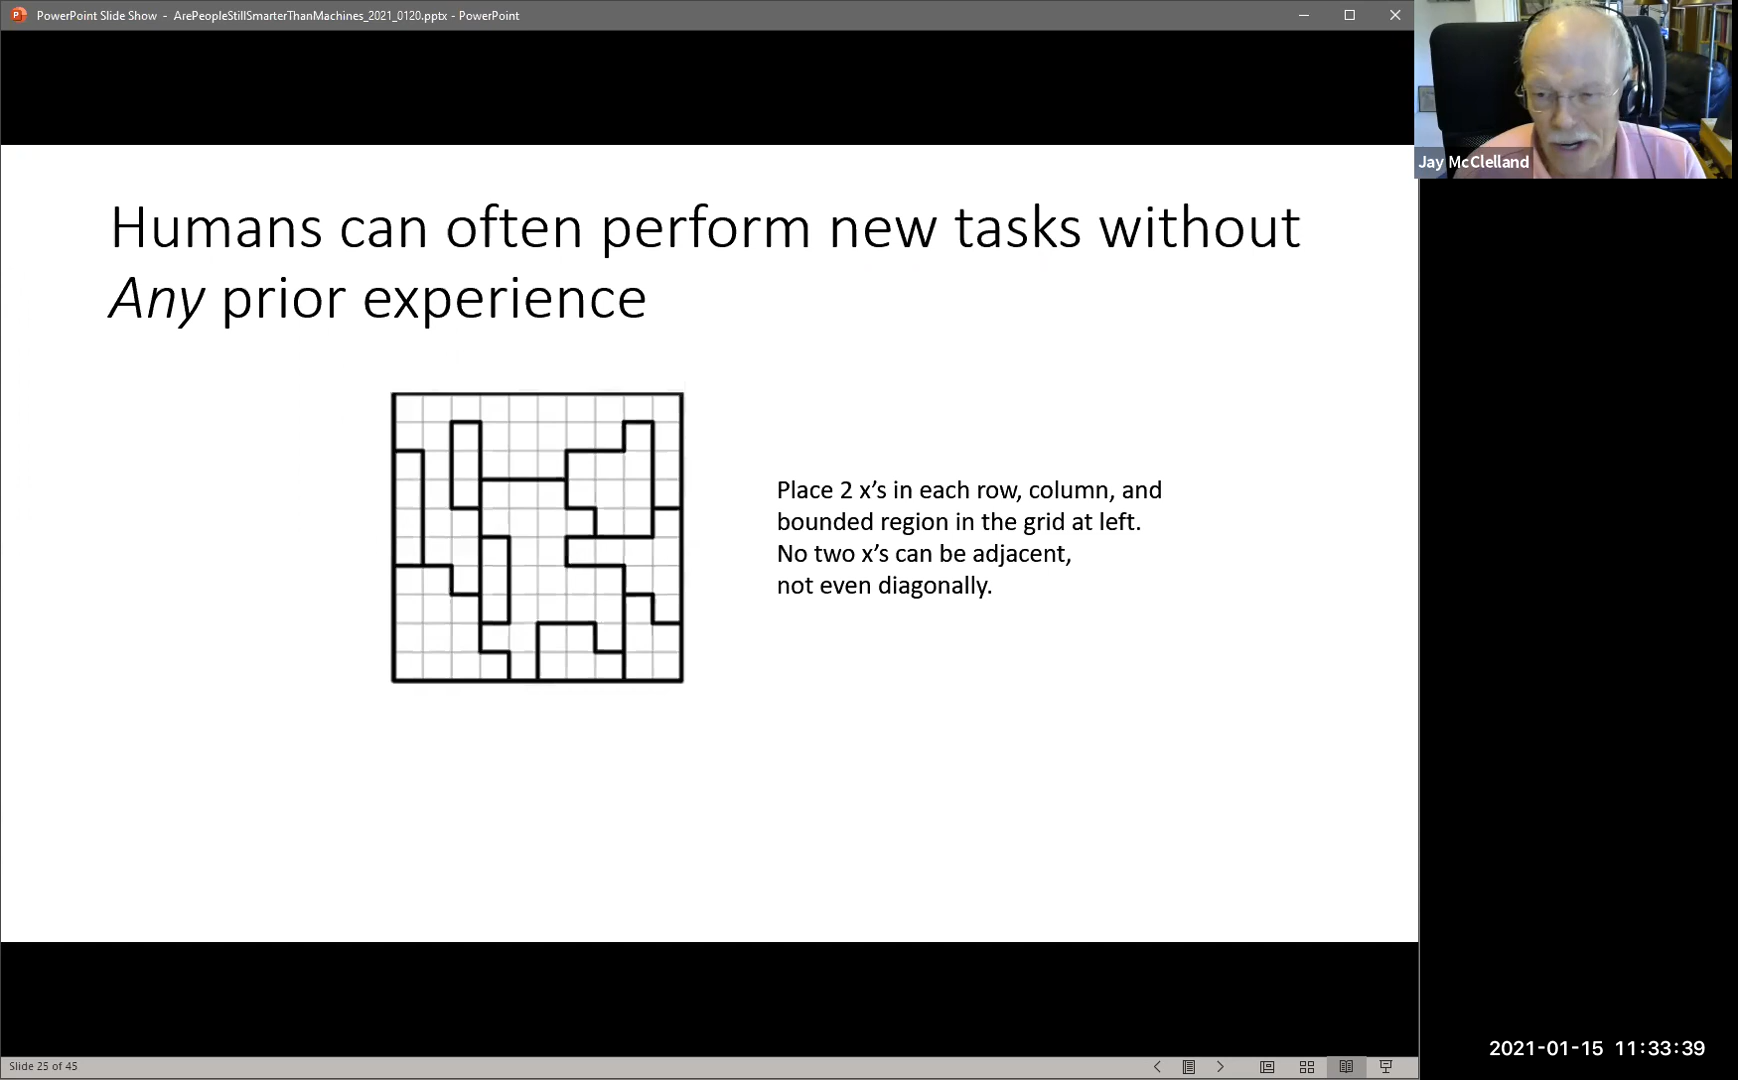 PowerPoint Slide Show - ArePeopleStillSmarterThanMachines_2021_0120.pptx - PowerPoint
Jay McClelland
Humans can often perform new tasks without
Any prior experience
Place 2 x’s in each row, column, and
bounded region in the grid at left.
No two x’s can be adjacent,
not even diagonally.
2021-01-15 11:33:39
Slide 25 of 45